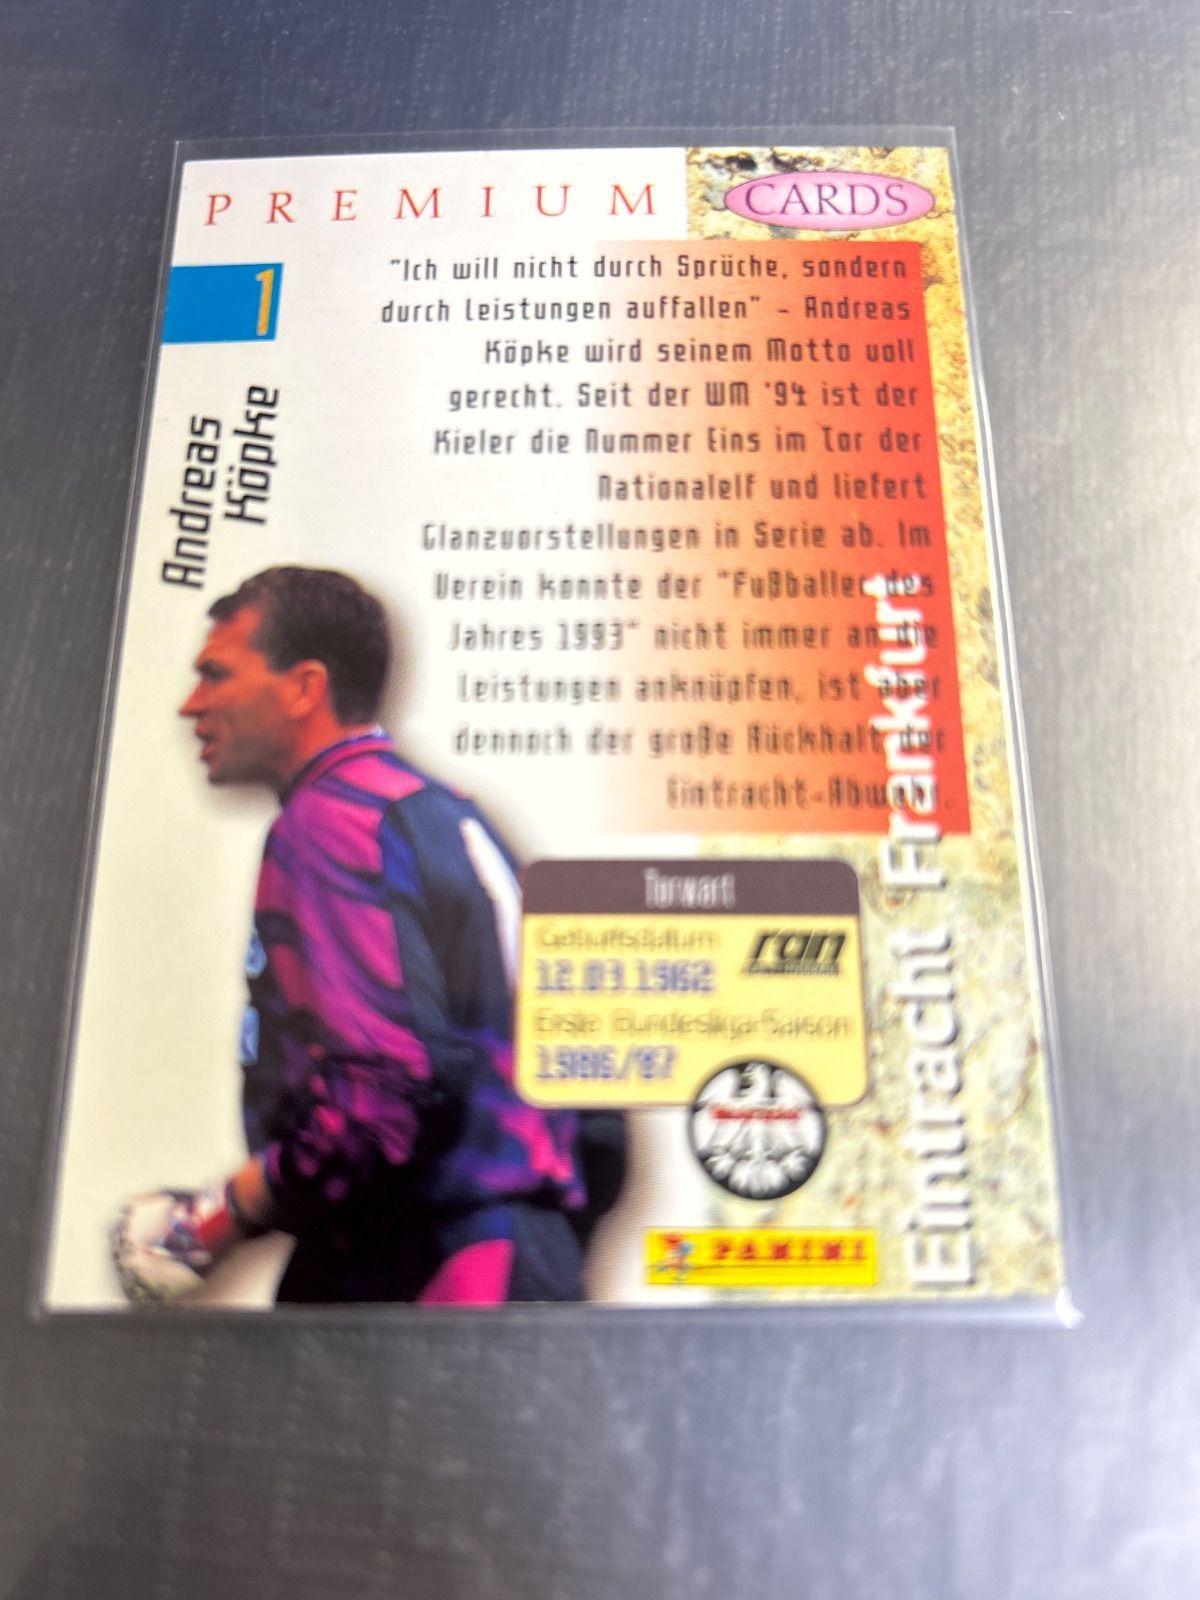 PREMIUM CARDS
1
Andreas
Köpke
"Ich will nicht durch Sprüche, sondern
durch Leistungen auffallen" - Andreas
Köpke wird seinem Motto voll
gerecht. Seit der WM '94 ist der
Kieler die Nummer Eins im Tor der
Nationalelf und liefert
Glanzvorstellungen in Serie ab. Im
Verein konnte der "Fußballer des
Jahres 1993" nicht immer an die
Leistungen anknüpfen, ist aber
dennoch der große Rückhalt der
Eintracht-Abwehr.
Eintracht Frankfurt
Torwart
Geburtsdatum
12.03.1962
ran
Erste Bundesliga-Saison
1986/87
PANINI